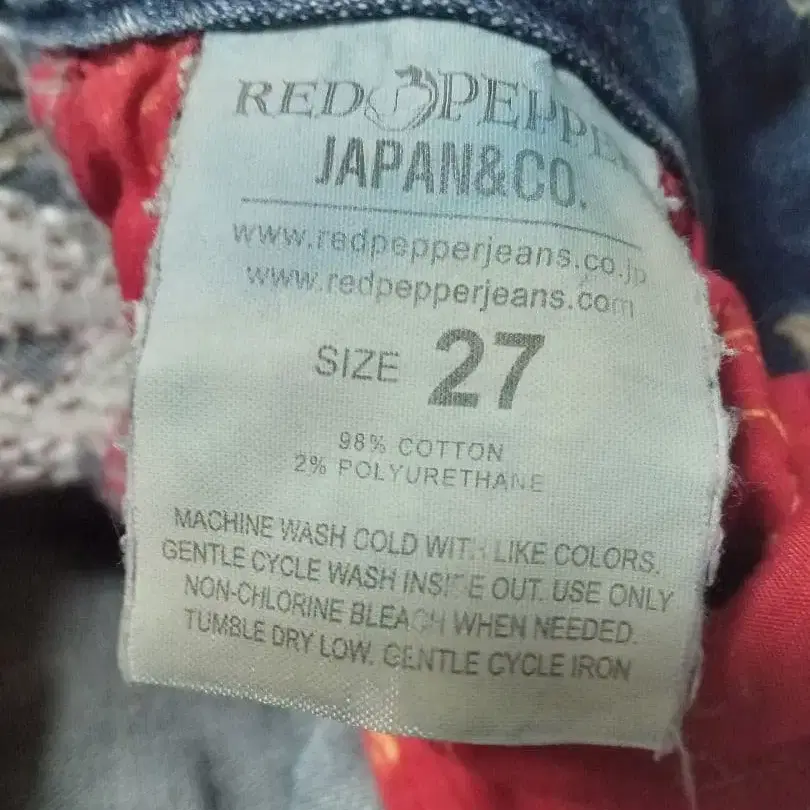 RED PEPPER
JAPAN&CO.
www.redpepperjeans.co.jp
www.redpepperjeans.com
SIZE 27
98% COTTON
2% POLYURETHANE
MACHINE WASH COLD WITH LIKE COLORS.
GENTLE CYCLE WASH INSIDE OUT. USE ONLY
NON-CHLORINE BLEACH WHEN NEEDED.
TUMBLE DRY LOW. GENTLE CYCLE IRON